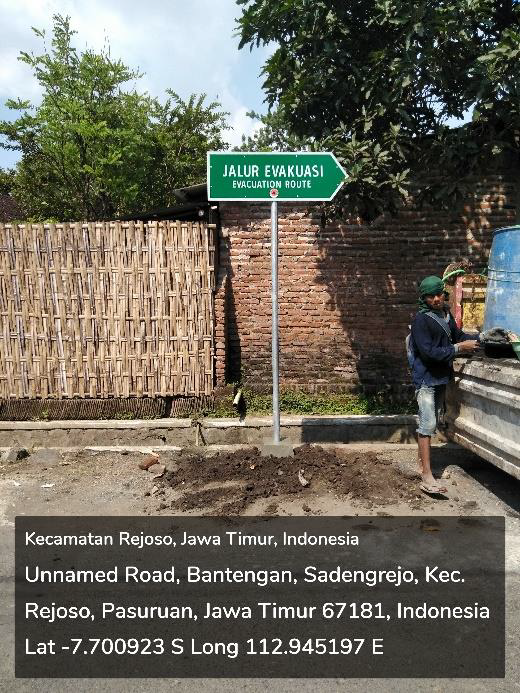 JALUR EVAKUASI
EVACUATION ROUTE
Kecamatan Rejoso, Jawa Timur, Indonesia
Unnamed Road, Bantengan, Sadengrejo, Kec.
Rejoso, Pasuruan, Jawa Timur 67181, Indonesia
Lat -7.700923 S Long 112.945197 E